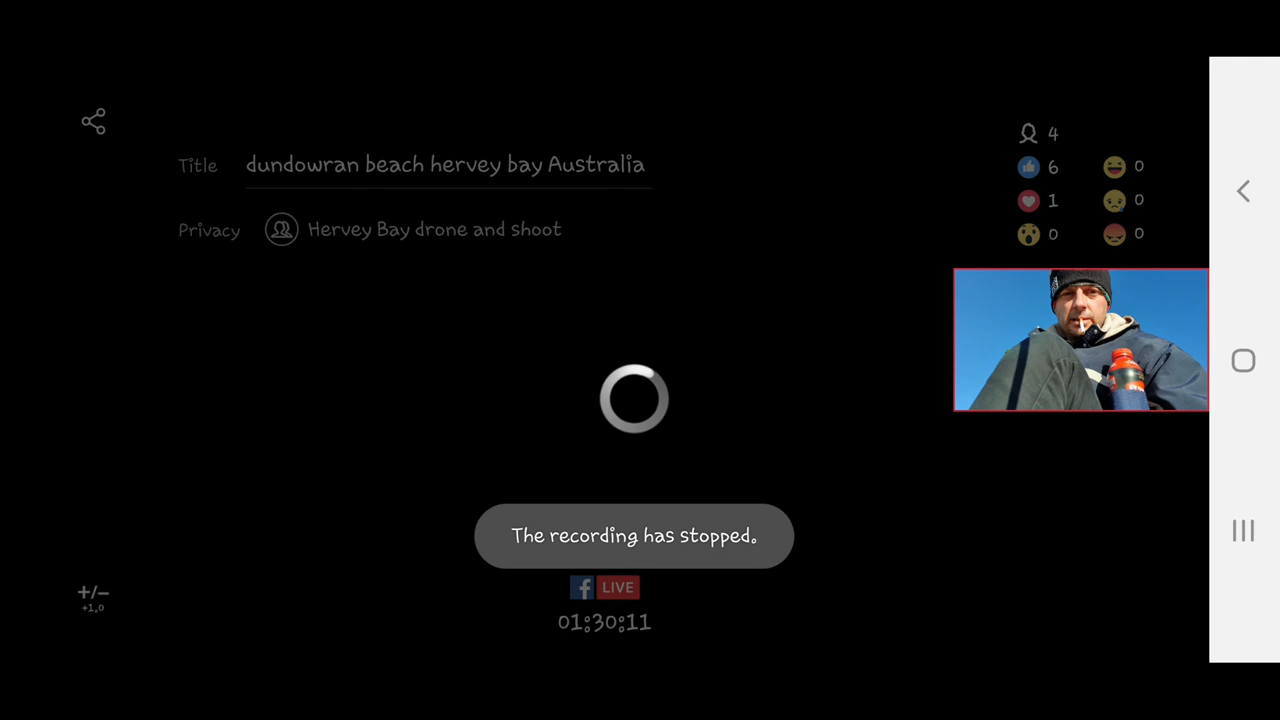 Title dundowran beach hervey bay Australia
Privacy Hervey Bay drone and shoot
4
6 0
1 0
0 0
The recording has stopped.
f LIVE
+/-
+1,0
01:30:11